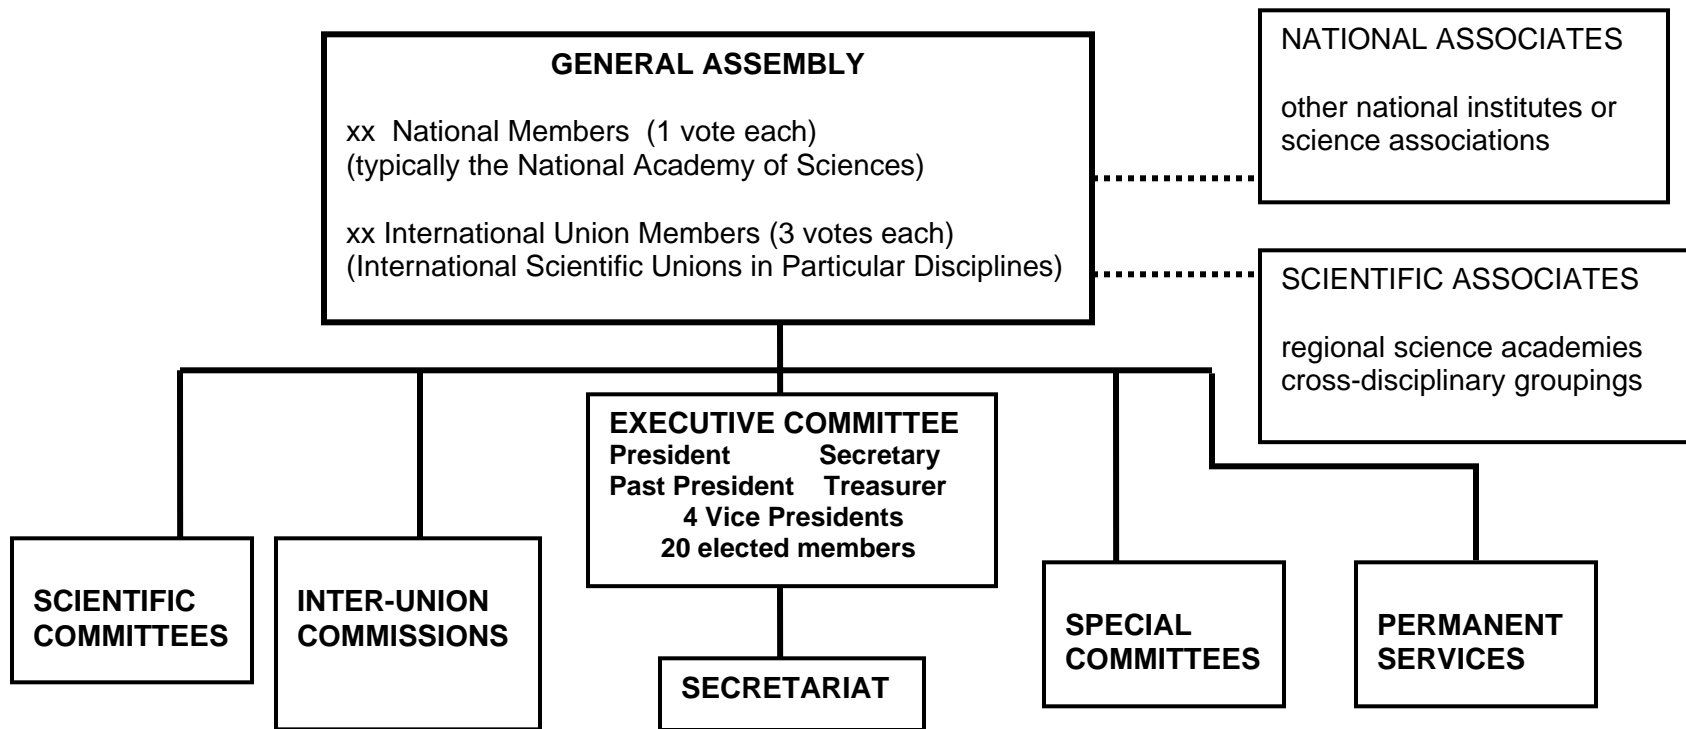 GENERAL ASSEMBLY
xx  National Members  (1 vote each)
(typically the National Academy of Sciences)
xx International Union Members (3 votes each)
(International Scientific Unions in Particular Disciplines)
NATIONAL ASSOCIATES
other national institutes or
science associations
SCIENTIFIC ASSOCIATES
regional science academies
cross-disciplinary groupings
EXECUTIVE COMMITTEE
President Secretary
Past President Treasurer
4 Vice Presidents
20 elected members
SCIENTIFIC
COMMITTEES
INTER-UNION
COMMISSIONS
SECRETARIAT
SPECIAL
COMMITTEES
PERMANENT
SERVICES